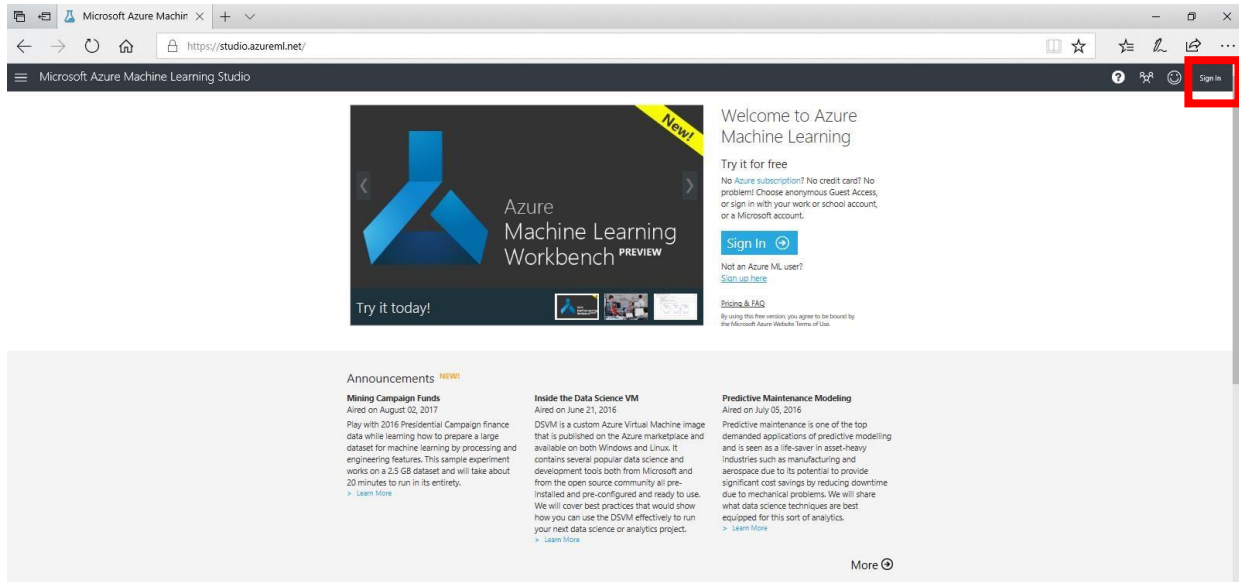 Microsoft Azure Machin
https://studio.azureml.net/
Microsoft Azure Machine Learning Studio
Sign In
New!
Azure
Machine Learning
Workbench PREVIEW
Try it today!
Welcome to Azure
Machine Learning
Try it for free
No Azure subscription? No credit card? No
problem! Choose anonymous Guest Access,
or sign in with your work or school account,
or a Microsoft account.
Sign In
Not an Azure ML user?
Sign up here
Pricing & FAQ
By using this free version, you agree to be bound by
the Microsoft Azure Website Terms of Use.
Announcements NEW!
Mining Campaign Funds
Aired on August 02, 2017
Play with 2016 Presidential Campaign finance
data while learning how to prepare a large
dataset for machine learning by processing and
engineering features. This sample experiment
works on a 2.5 GB dataset and will take about
20 minutes to run in its entirety.
> Learn More
Inside the Data Science VM
Aired on June 21, 2016
DSVM is a custom Azure Virtual Machine image
that is published on the Azure marketplace and
available on both Windows and Linux. It
contains several popular data science and
development tools both from Microsoft and
from the open source community all pre-
installed and pre-configured and ready to use.
We will cover best practices that would show
how you can use the DSVM effectively to run
your next data science or analytics project.
> Learn More
Predictive Maintenance Modeling
Aired on July 05, 2016
Predictive maintenance is one of the top
demanded applications of predictive modelling
and is seen as a life-saver in asset-heavy
industries such as manufacturing and
aerospace due to its potential to provide
significant cost savings by reducing downtime
due to mechanical problems. We will share
what data science techniques are best
equipped for this sort of analytics.
> Learn More
More